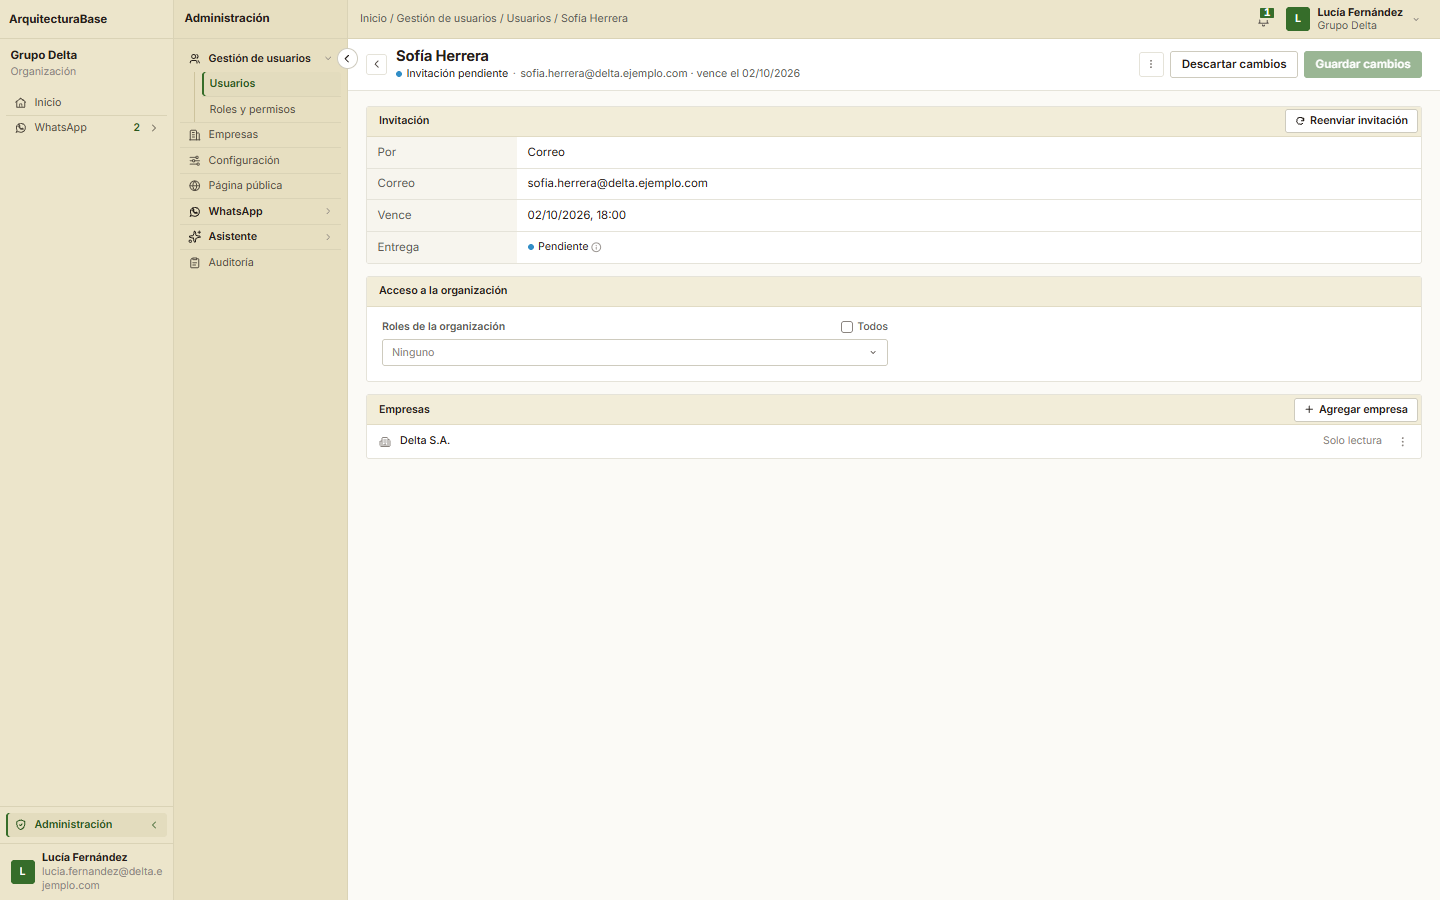 ArquitecturaBase
Grupo Delta
Organización
Inicio
WhatsApp 2
Administración
Lucía Fernández
L
lucia.fernandez@delta.e
jemplo.com
Administración
Gestión de usuarios
Usuarios
Roles y permisos
Empresas
Configuración
Página pública
WhatsApp
Asistente
Auditoría
Inicio / Gestión de usuarios / Usuarios / Sofía Herrera
1
L
Lucía Fernández
Grupo Delta
Sofía Herrera
Invitación pendiente · sofia.herrera@delta.ejemplo.com · vence el 02/10/2026
Descartar cambios
Guardar cambios
Invitación
Reenviar invitación
Por Correo
Correo sofia.herrera@delta.ejemplo.com
Vence 02/10/2026, 18:00
Entrega Pendiente
Acceso a la organización
Roles de la organización
Todos
Ninguno
Empresas
Agregar empresa
Delta S.A.
Solo lectura